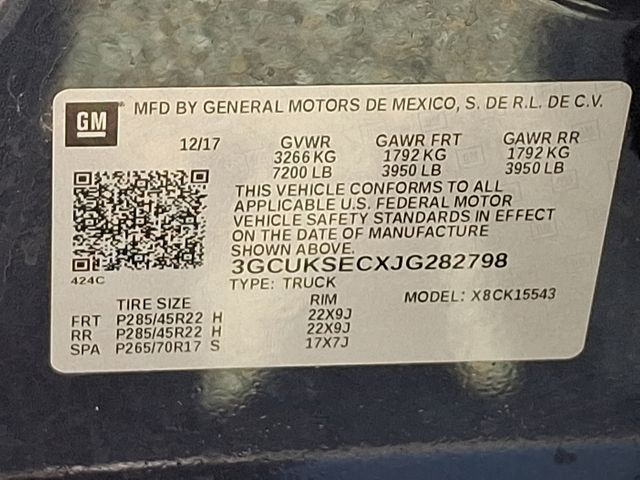 GM MFD BY GENERAL MOTORS DE MEXICO, S. DE R.L. DE C.V.
12/17 GVWR GAWR FRT GAWR RR
3266 KG 1792 KG 1792 KG
7200 LB 3950 LB 3950 LB
THIS VEHICLE CONFORMS TO ALL
APPLICABLE U.S. FEDERAL MOTOR
VEHICLE SAFETY STANDARDS IN EFFECT
ON THE DATE OF MANUFACTURE
SHOWN ABOVE.
3GCUKSECXJG282798
424C
TYPE: TRUCK
TIRE SIZE RIM MODEL: X8CK15543
FRT P285/45R22 H 22X9J
RR P285/45R22 H 22X9J
SPA P265/70R17 S 17X7J